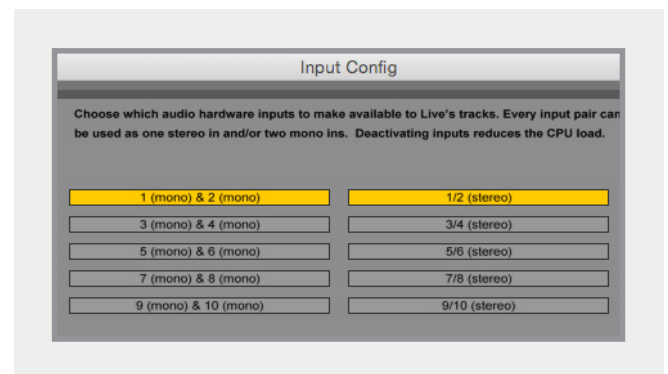 Input Config
Choose which audio hardware inputs to make available to Live's tracks. Every input pair can
be used as one stereo in and/or two mono ins. Deactivating inputs reduces the CPU load.
1 (mono) & 2 (mono)
1/2 (stereo)
3 (mono) & 4 (mono)
3/4 (stereo)
5 (mono) & 6 (mono)
5/6 (stereo)
7 (mono) & 8 (mono)
7/8 (stereo)
9 (mono) & 10 (mono)
9/10 (stereo)